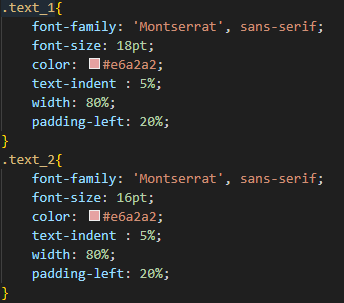 .text_1{
    font-family: 'Montserrat', sans-serif;
    font-size: 18pt;
    color: #e6a2a2;
    text-indent : 5%;
    width: 80%;
    padding-left: 20%;
}
.text_2{
    font-family: 'Montserrat', sans-serif;
    font-size: 16pt;
    color: #e6a2a2;
    text-indent : 5%;
    width: 80%;
    padding-left: 20%;
}